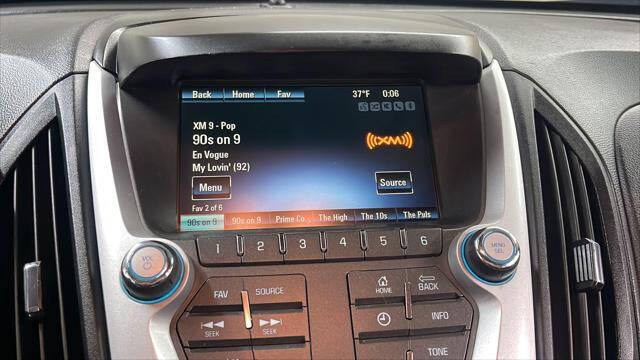 Back Home Fav 37°F 0:06
XM 9 - Pop
90s on 9
((XM))
En Vogue
My Lovin' (92)
Menu
Source
Fav 2 of 6
90s on 9 90s on 9 Prime Co The High The 10s The Puls
1 2 3 4 5 6
VOL
MENU SEL
FAV SOURCE
HOME BACK
SEEK SEEK
INFO
TONE